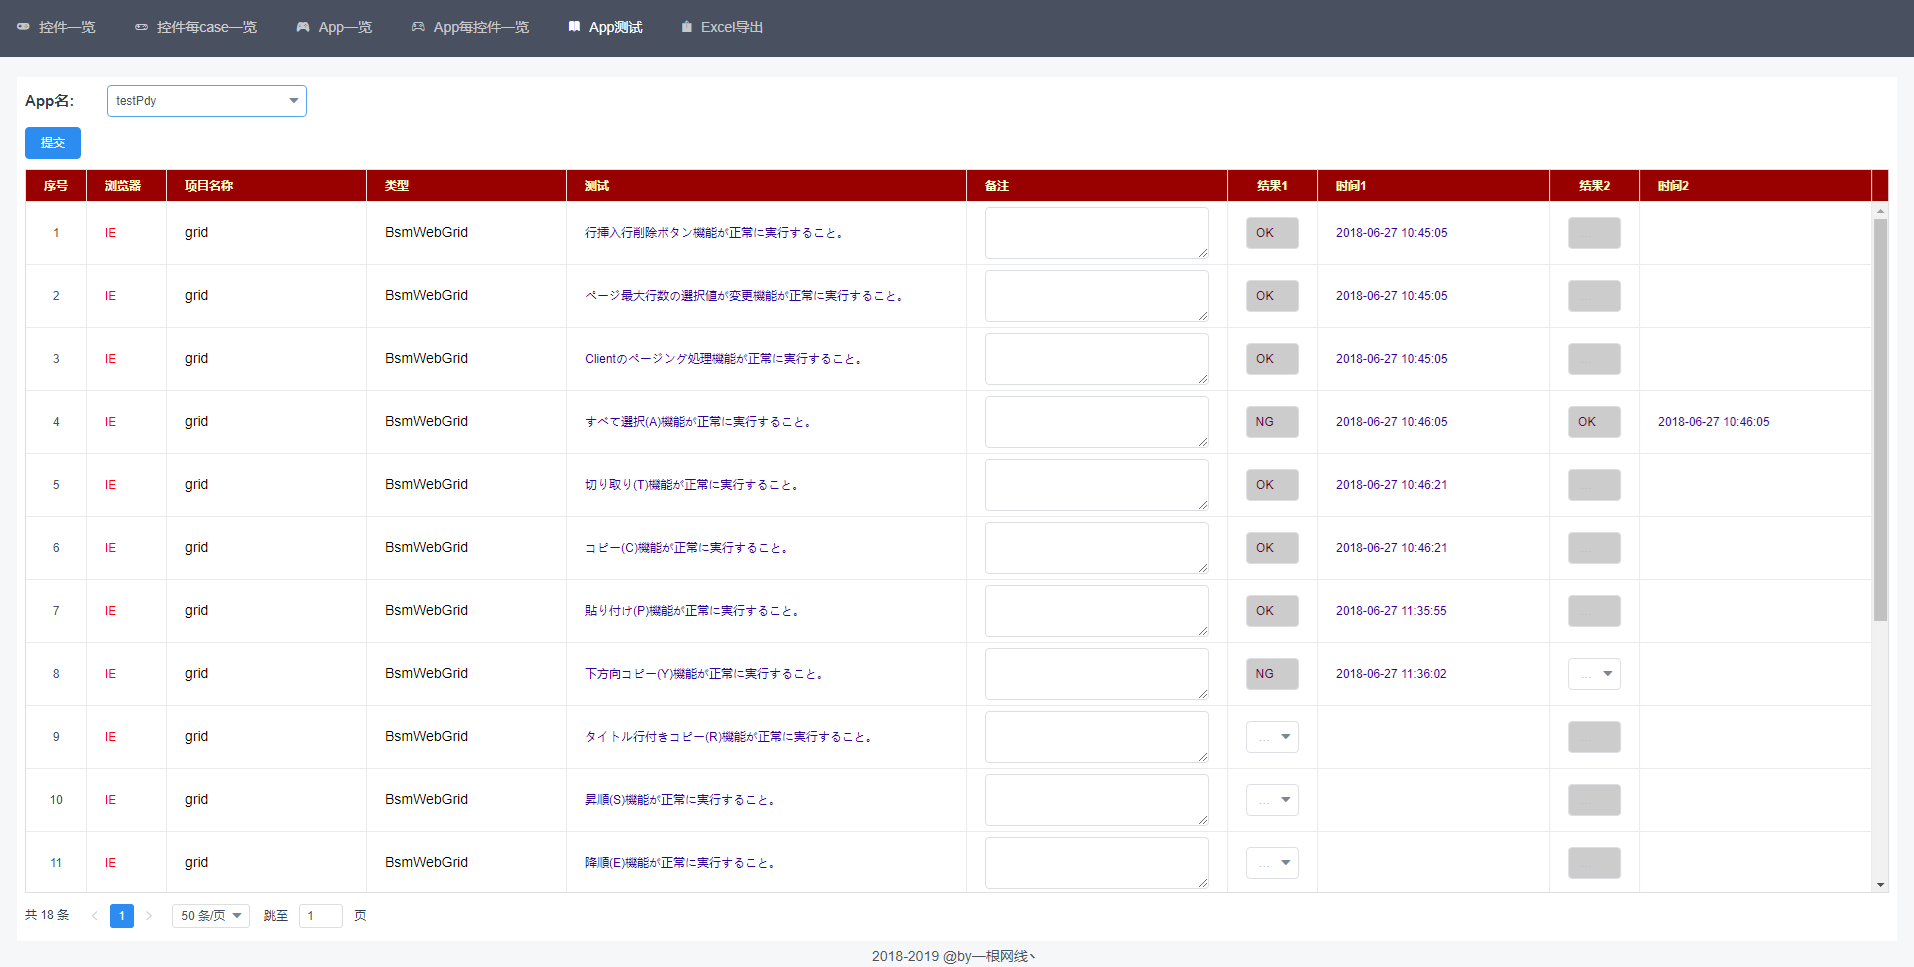 控件一览 控件每case一览 App一览 App每控件一览 App测试 Excel导出
App名: testPdy
提交
序号 浏览器 项目名称 类型 测试 备注 结果1 时间1 结果2 时间2
1 IE grid BsmWebGrid 行挿入行削除ボタン機能が正常に実行すること。 OK 2018-06-27 10:45:05
2 IE grid BsmWebGrid ページ最大行数の選択値が変更機能が正常に実行すること。 OK 2018-06-27 10:45:05
3 IE grid BsmWebGrid Clientのページング処理機能が正常に実行すること。 OK 2018-06-27 10:45:05
4 IE grid BsmWebGrid すべて選択(A)機能が正常に実行すること。 NG 2018-06-27 10:46:05 OK 2018-06-27 10:46:05
5 IE grid BsmWebGrid 切り取り(T)機能が正常に実行すること。 OK 2018-06-27 10:46:21
6 IE grid BsmWebGrid コピー(C)機能が正常に実行すること。 OK 2018-06-27 10:46:21
7 IE grid BsmWebGrid 貼り付け(P)機能が正常に実行すること。 OK 2018-06-27 11:35:55
8 IE grid BsmWebGrid 下方向コピー(Y)機能が正常に実行すること。 NG 2018-06-27 11:36:02 ...
9 IE grid BsmWebGrid タイトル行付きコピー(R)機能が正常に実行すること。 ...
10 IE grid BsmWebGrid 昇順(S)機能が正常に実行すること。 ...
11 IE grid BsmWebGrid 降順(E)機能が正常に実行すること。 ...
共 18 条 1 50 条/页 跳至 1 页
2018-2019 @by一根网线丶